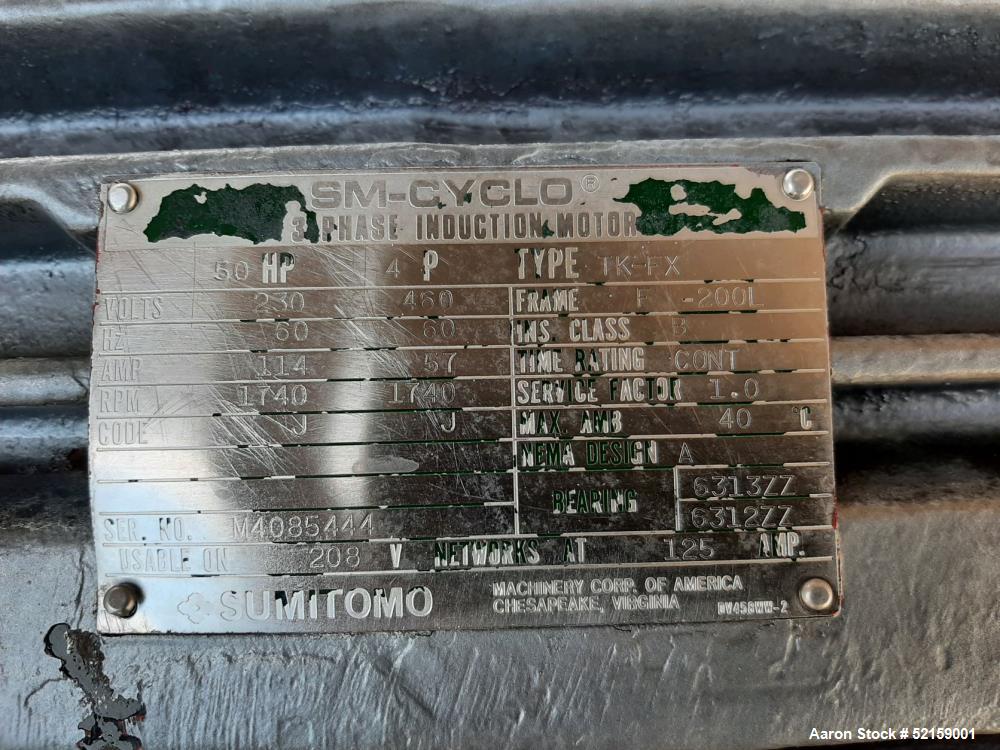 SM-CYCLO®
3 PHASE INDUCTION MOTOR
50 HP 4 P TYPE TK-FX
VOLTS 230 460 FRAME F -200L
HZ. 60 60 INS. CLASS B
AMP 114 57 TIME RATING CONT
RPM 1740 1740 SERVICE FACTOR 1.0
CODE J J MAX. AMB 40 °C
NEMA DESIGN A
BEARING 6313ZZ
6312ZZ
SER. NO. M4085444
USABLE ON 208 V NETWORKS AT 125 AMP.
SUMITOMO MACHINERY CORP. OF AMERICA
CHESAPEAKE, VIRGINIA
DV458WW-2
Aaron Stock # 52159001